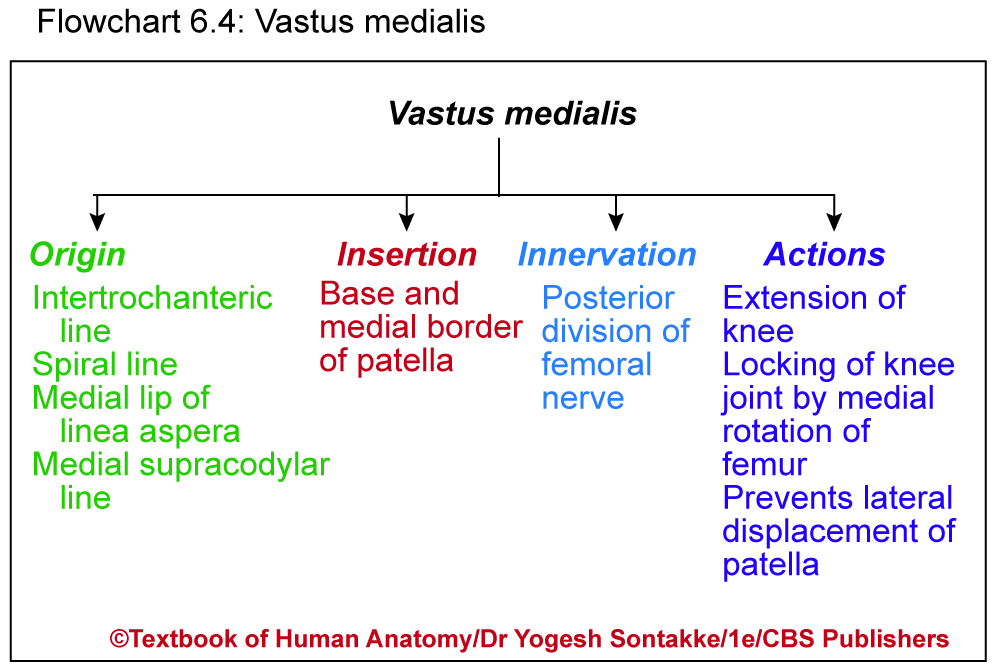 Flowchart 6.4: Vastus medialis
Vastus medialis
Origin
Intertrochanteric
line
Spiral line
Medial lip of
linea aspera
Medial supracodylar
line
Insertion
Base and
medial border
of patella
Innervation
Posterior
division of
femoral
nerve
Actions
Extension of
knee
Locking of knee
joint by medial
rotation of
femur
Prevents lateral
displacement of
patella
©Textbook of Human Anatomy/Dr Yogesh Sontakke/1e/CBS Publishers